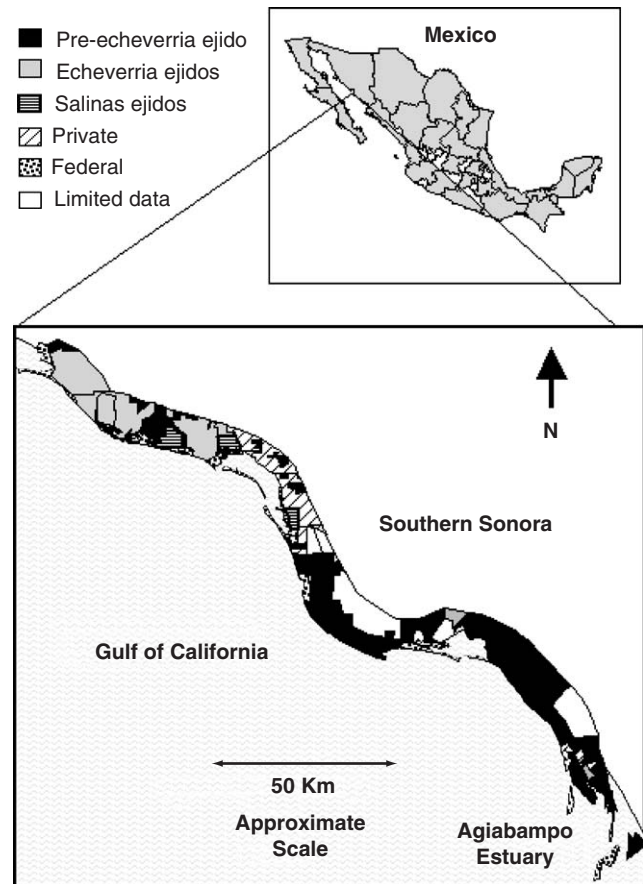 Pre-echeverria ejido
Echeverria ejidos
Salinas ejidos
Private
Federal
Limited data
Mexico
N
Southern Sonora
Gulf of California
50 Km
Approximate
Scale
Agiabampo
Estuary